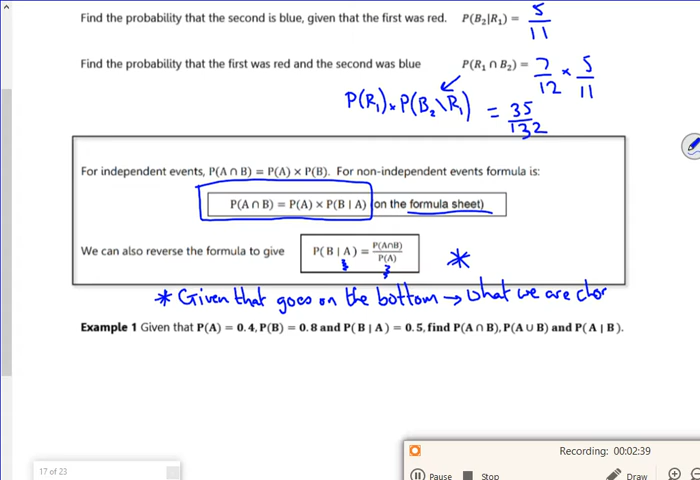 Find the probability that the second is blue, given that the first was red. P(B₂|R₁) = 5/11
Find the probability that the first was red and the second was blue P(R₁ ∩ B₂) = 7/12 × 5/11
P(R₁) × P(B₂\R₁) = 35/132
For independent events, P(A ∩ B) = P(A) × P(B). For non-independent events formula is:
P(A ∩ B) = P(A) × P(B | A) (on the formula sheet)
We can also reverse the formula to give P(B | A) = P(A∩B)/P(A) *
* Given that goes on the bottom → what we are chor
Example 1 Given that P(A) = 0.4, P(B) = 0.8 and P(B | A) = 0.5, find P(A ∩ B), P(A ∪ B) and P(A | B).
Recording: 00:02:39
17 of 23
Pause Stop Draw